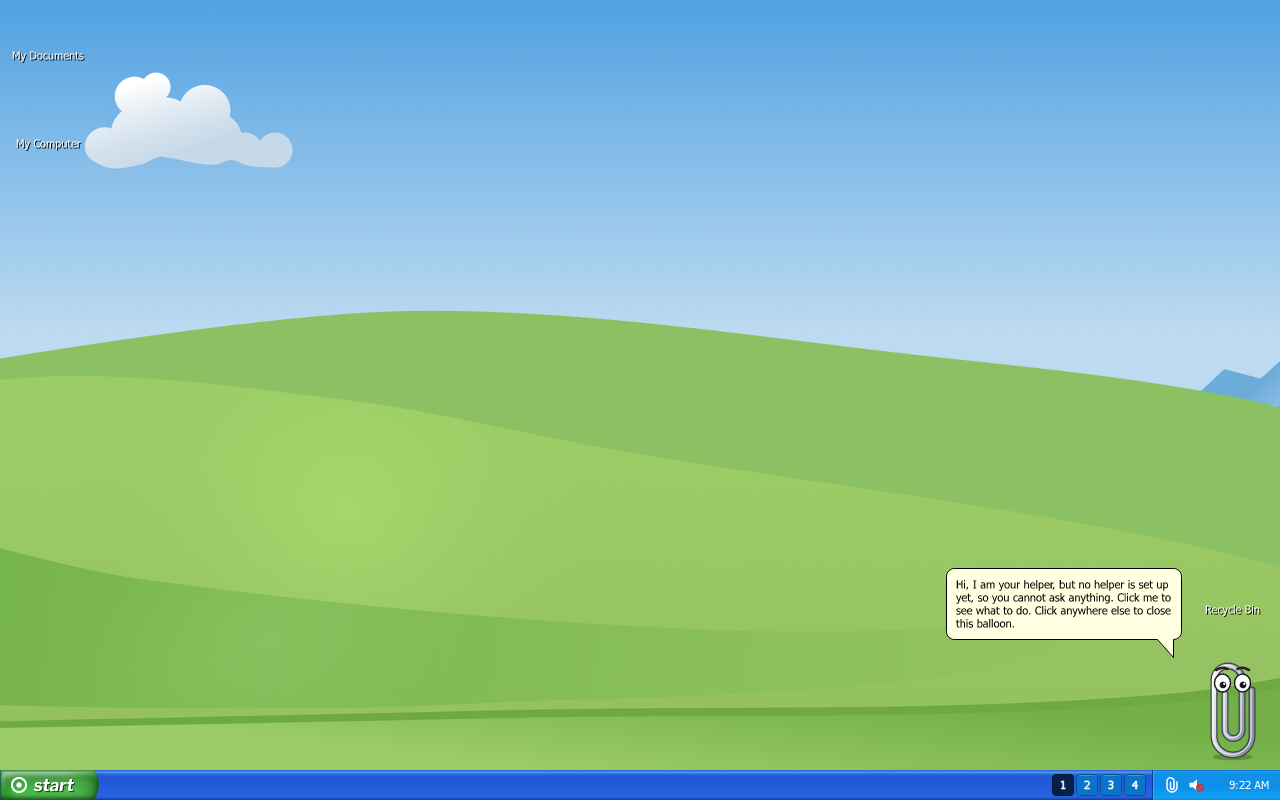 My Documents
My Computer
Hi, I am your helper, but no helper is set up
yet, so you cannot ask anything. Click me to
see what to do. Click anywhere else to close
this balloon.
Recycle Bin
start
1 2 3 4
9:22 AM